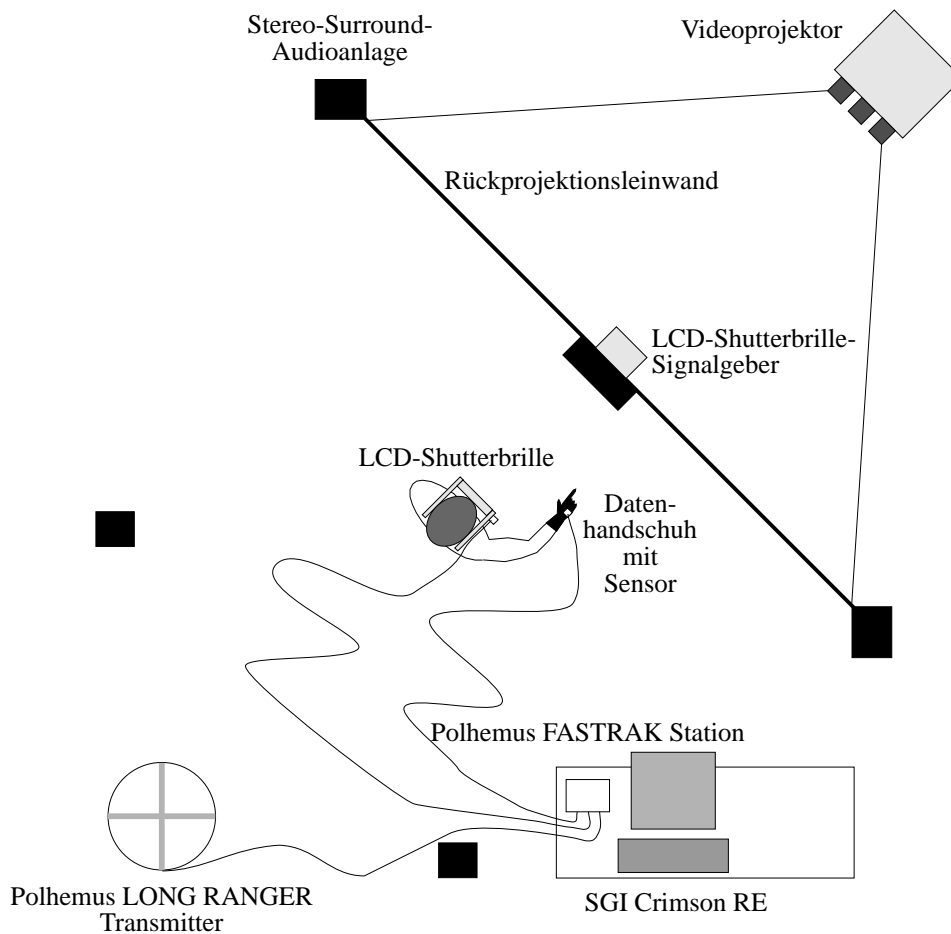 Stereo-Surround-
Audioanlage
Videoprojektor
Rückprojektionsleinwand
LCD-Shutterbrille-
Signalgeber
LCD-Shutterbrille
Daten-
handschuh
mit
Sensor
Polhemus FASTRAK Station
Polhemus LONG RANGER
Transmitter
SGI Crimson RE